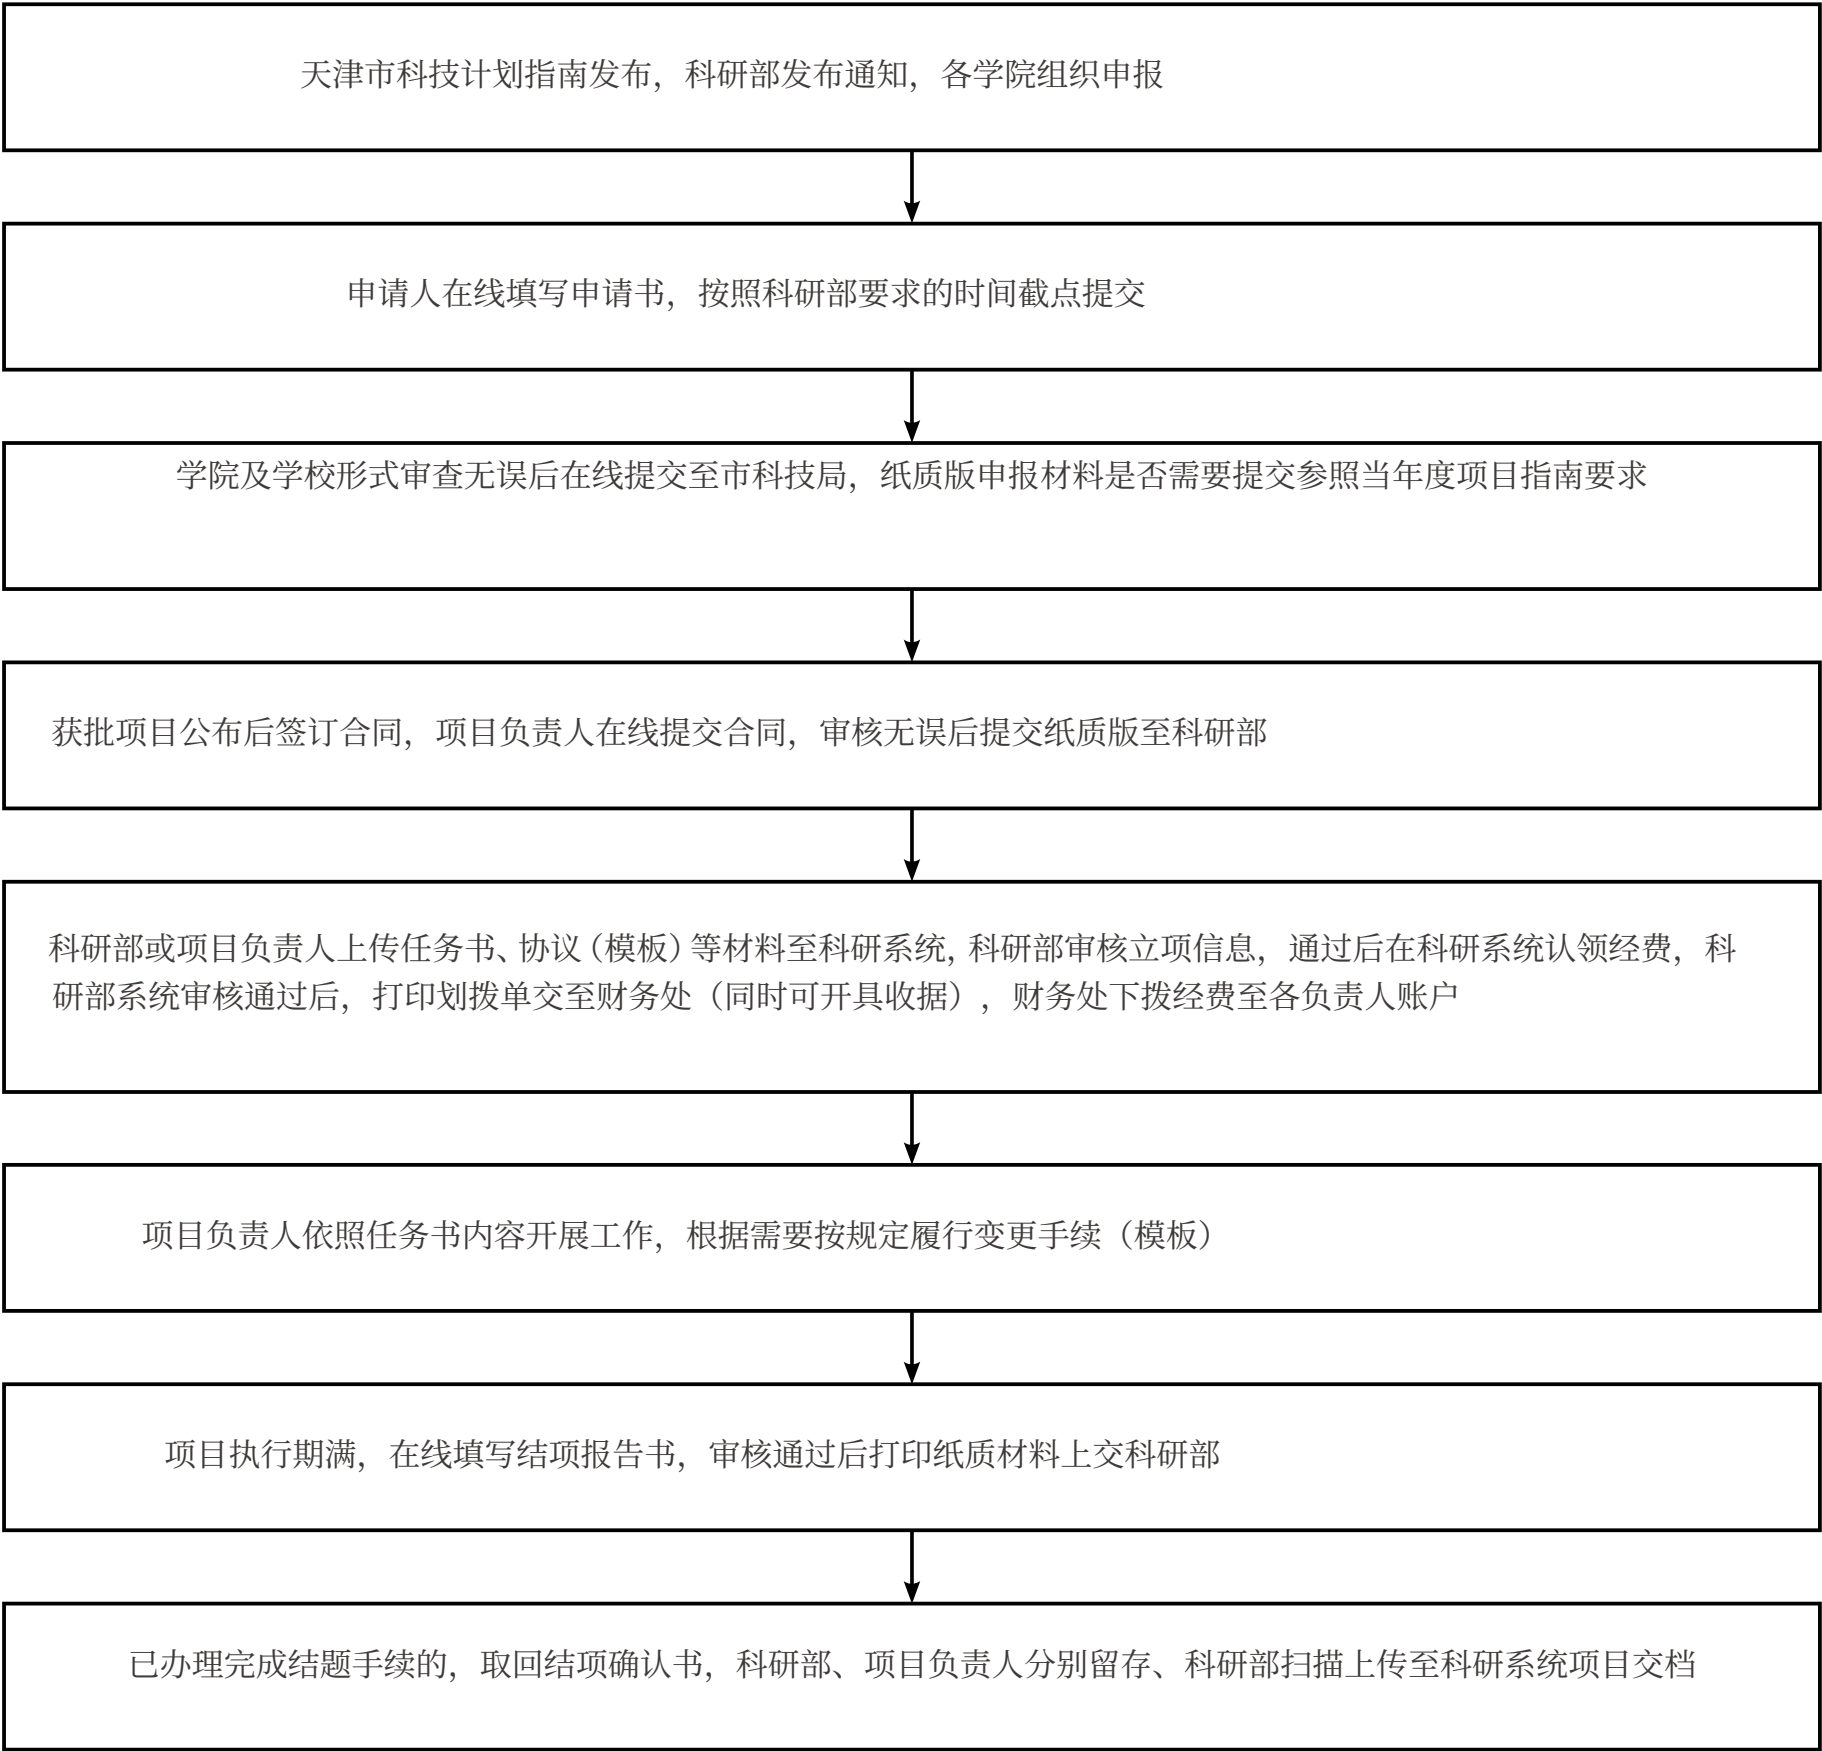 天津市科技计划指南发布，科研部发布通知，各学院组织申报
申请人在线填写申请书，按照科研部要求的时间截点提交
学院及学校形式审查无误后在线提交至市科技局，纸质版申报材料是否需要提交参照当年度项目指南要求
获批项目公布后签订合同，项目负责人在线提交合同，审核无误后提交纸质版至科研部
科研部或项目负责人上传任务书、协议（模板）等材料至科研系统，科研部审核立项信息，通过后在科研系统认领经费，科
研部系统审核通过后，打印划拨单交至财务处（同时可开具收据），财务处下拨经费至各负责人账户
项目负责人依照任务书内容开展工作，根据需要按规定履行变更手续（模板）
项目执行期满，在线填写结项报告书，审核通过后打印纸质材料上交科研部
已办理完成结题手续的，取回结项确认书，科研部、项目负责人分别留存、科研部扫描上传至科研系统项目文档